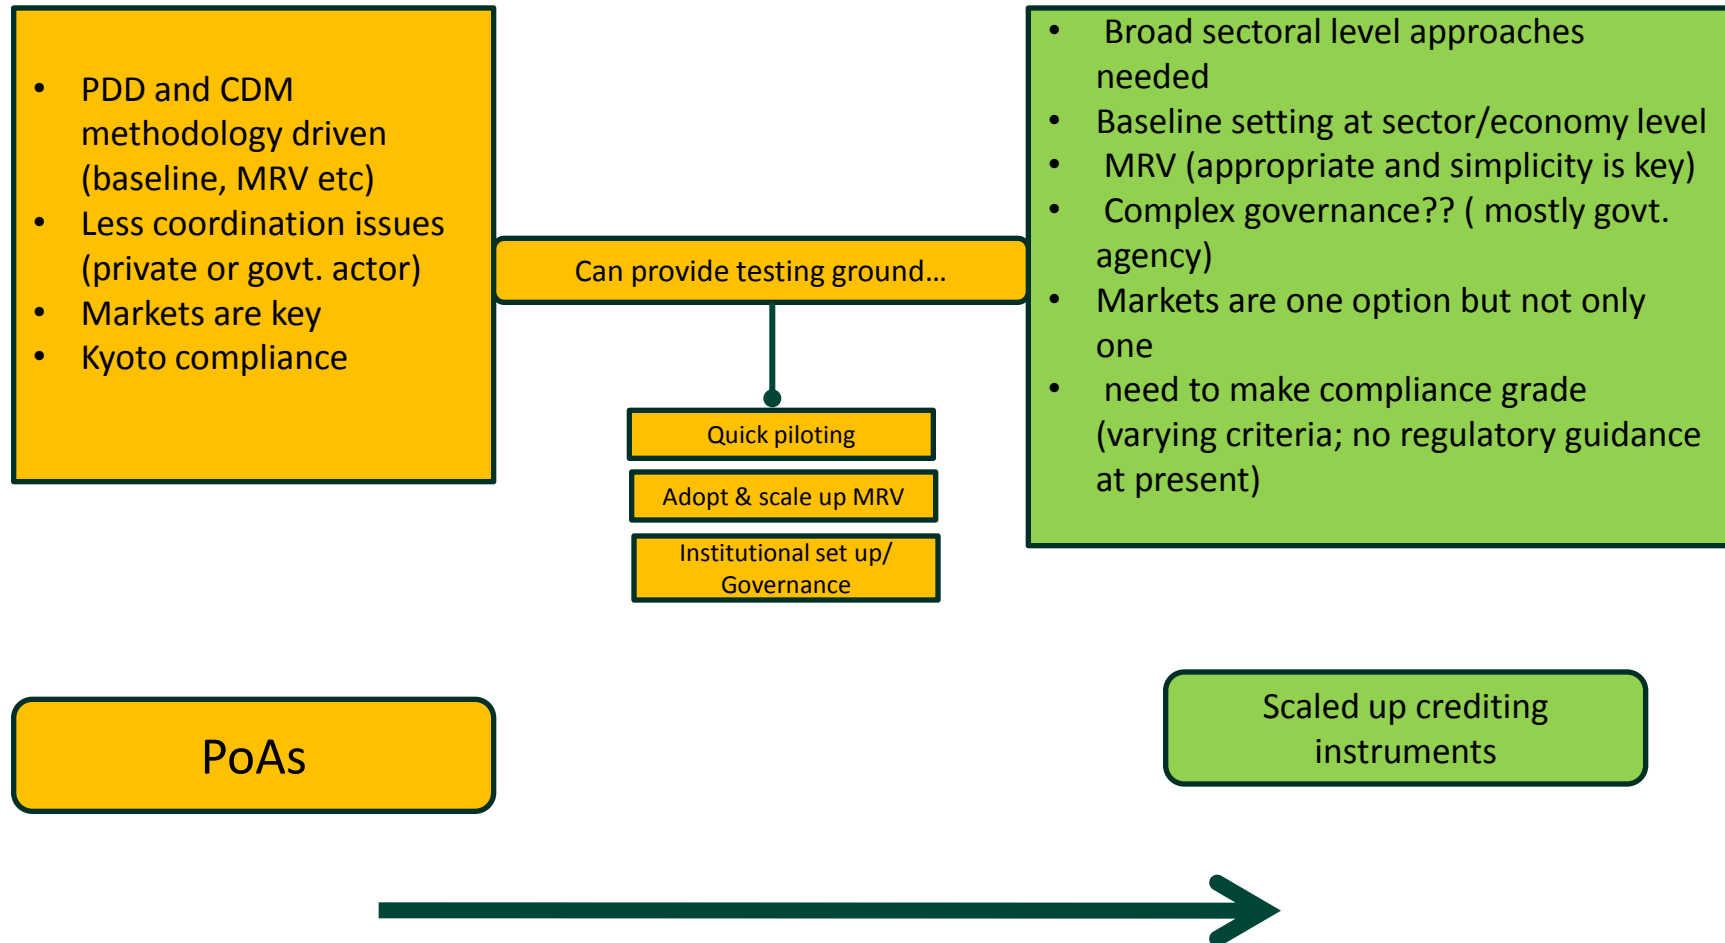 • PDD and CDM
methodology driven
(baseline, MRV etc)
• Less coordination issues
(private or govt. actor)
• Markets are key
• Kyoto compliance
Can provide testing ground…
Quick piloting
Adopt & scale up MRV
Institutional set up/
Governance
• Broad sectoral level approaches
needed
• Baseline setting at sector/economy level
• MRV (appropriate and simplicity is key)
• Complex governance?? ( mostly govt.
agency)
• Markets are one option but not only
one
• need to make compliance grade
(varying criteria; no regulatory guidance
at present)
PoAs
Scaled up crediting
instruments